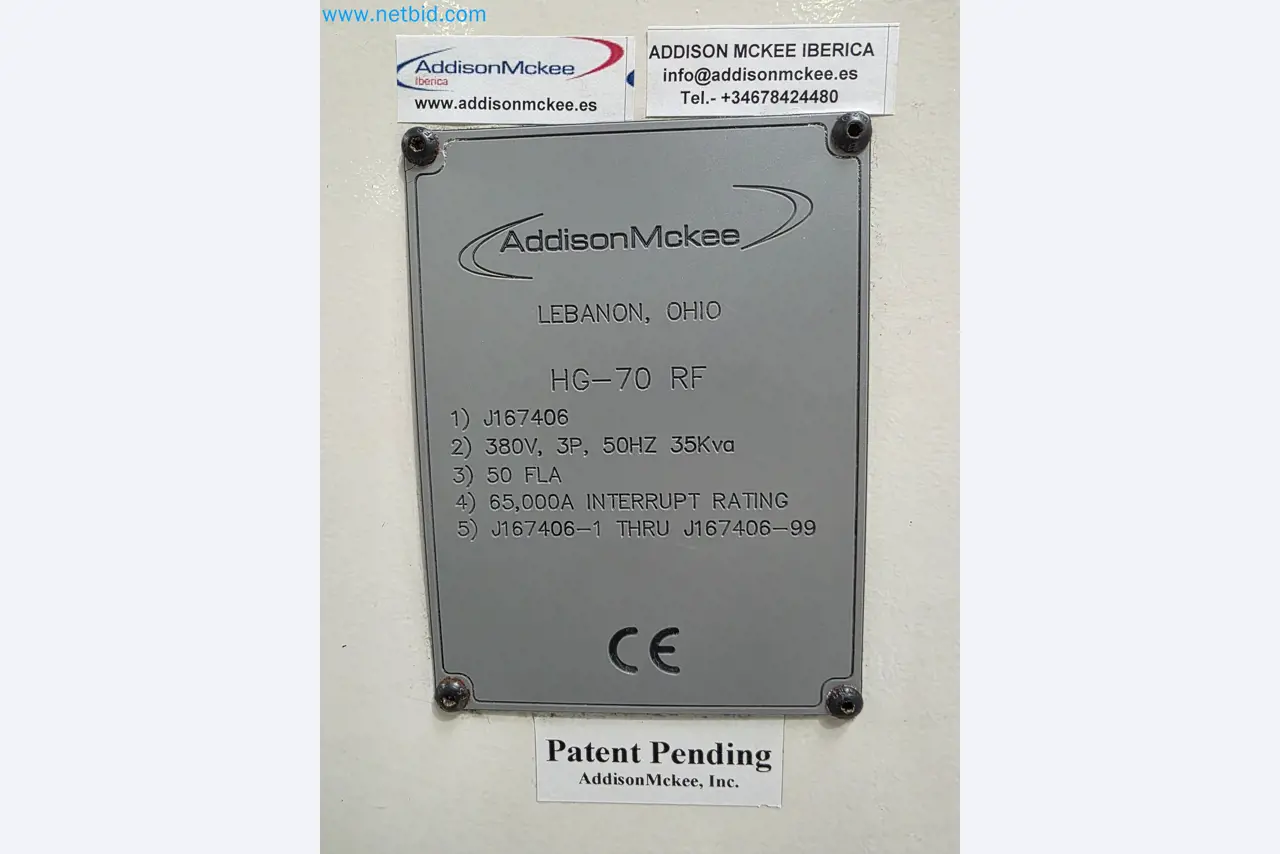 www.netbid.com
AddisonMckee
Iberica
www.addisonmckee.es
ADDISON MCKEE IBERICA
info@addisonmckee.es
Tel.- +34678424480
AddisonMckee
LEBANON, OHIO
HG-70 RF
1) J167406
2) 380V, 3P, 50HZ 35Kva
3) 50 FLA
4) 65,000A INTERRUPT RATING
5) J167406-1 THRU J167406-99
CE
Patent Pending
AddisonMckee, Inc.